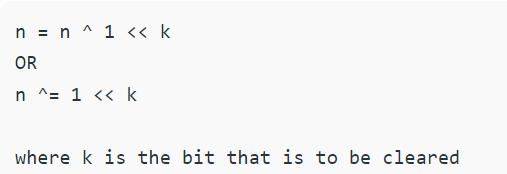 n = n ^ 1 << k
OR
n ^= 1 << k
where k is the bit that is to be cleared